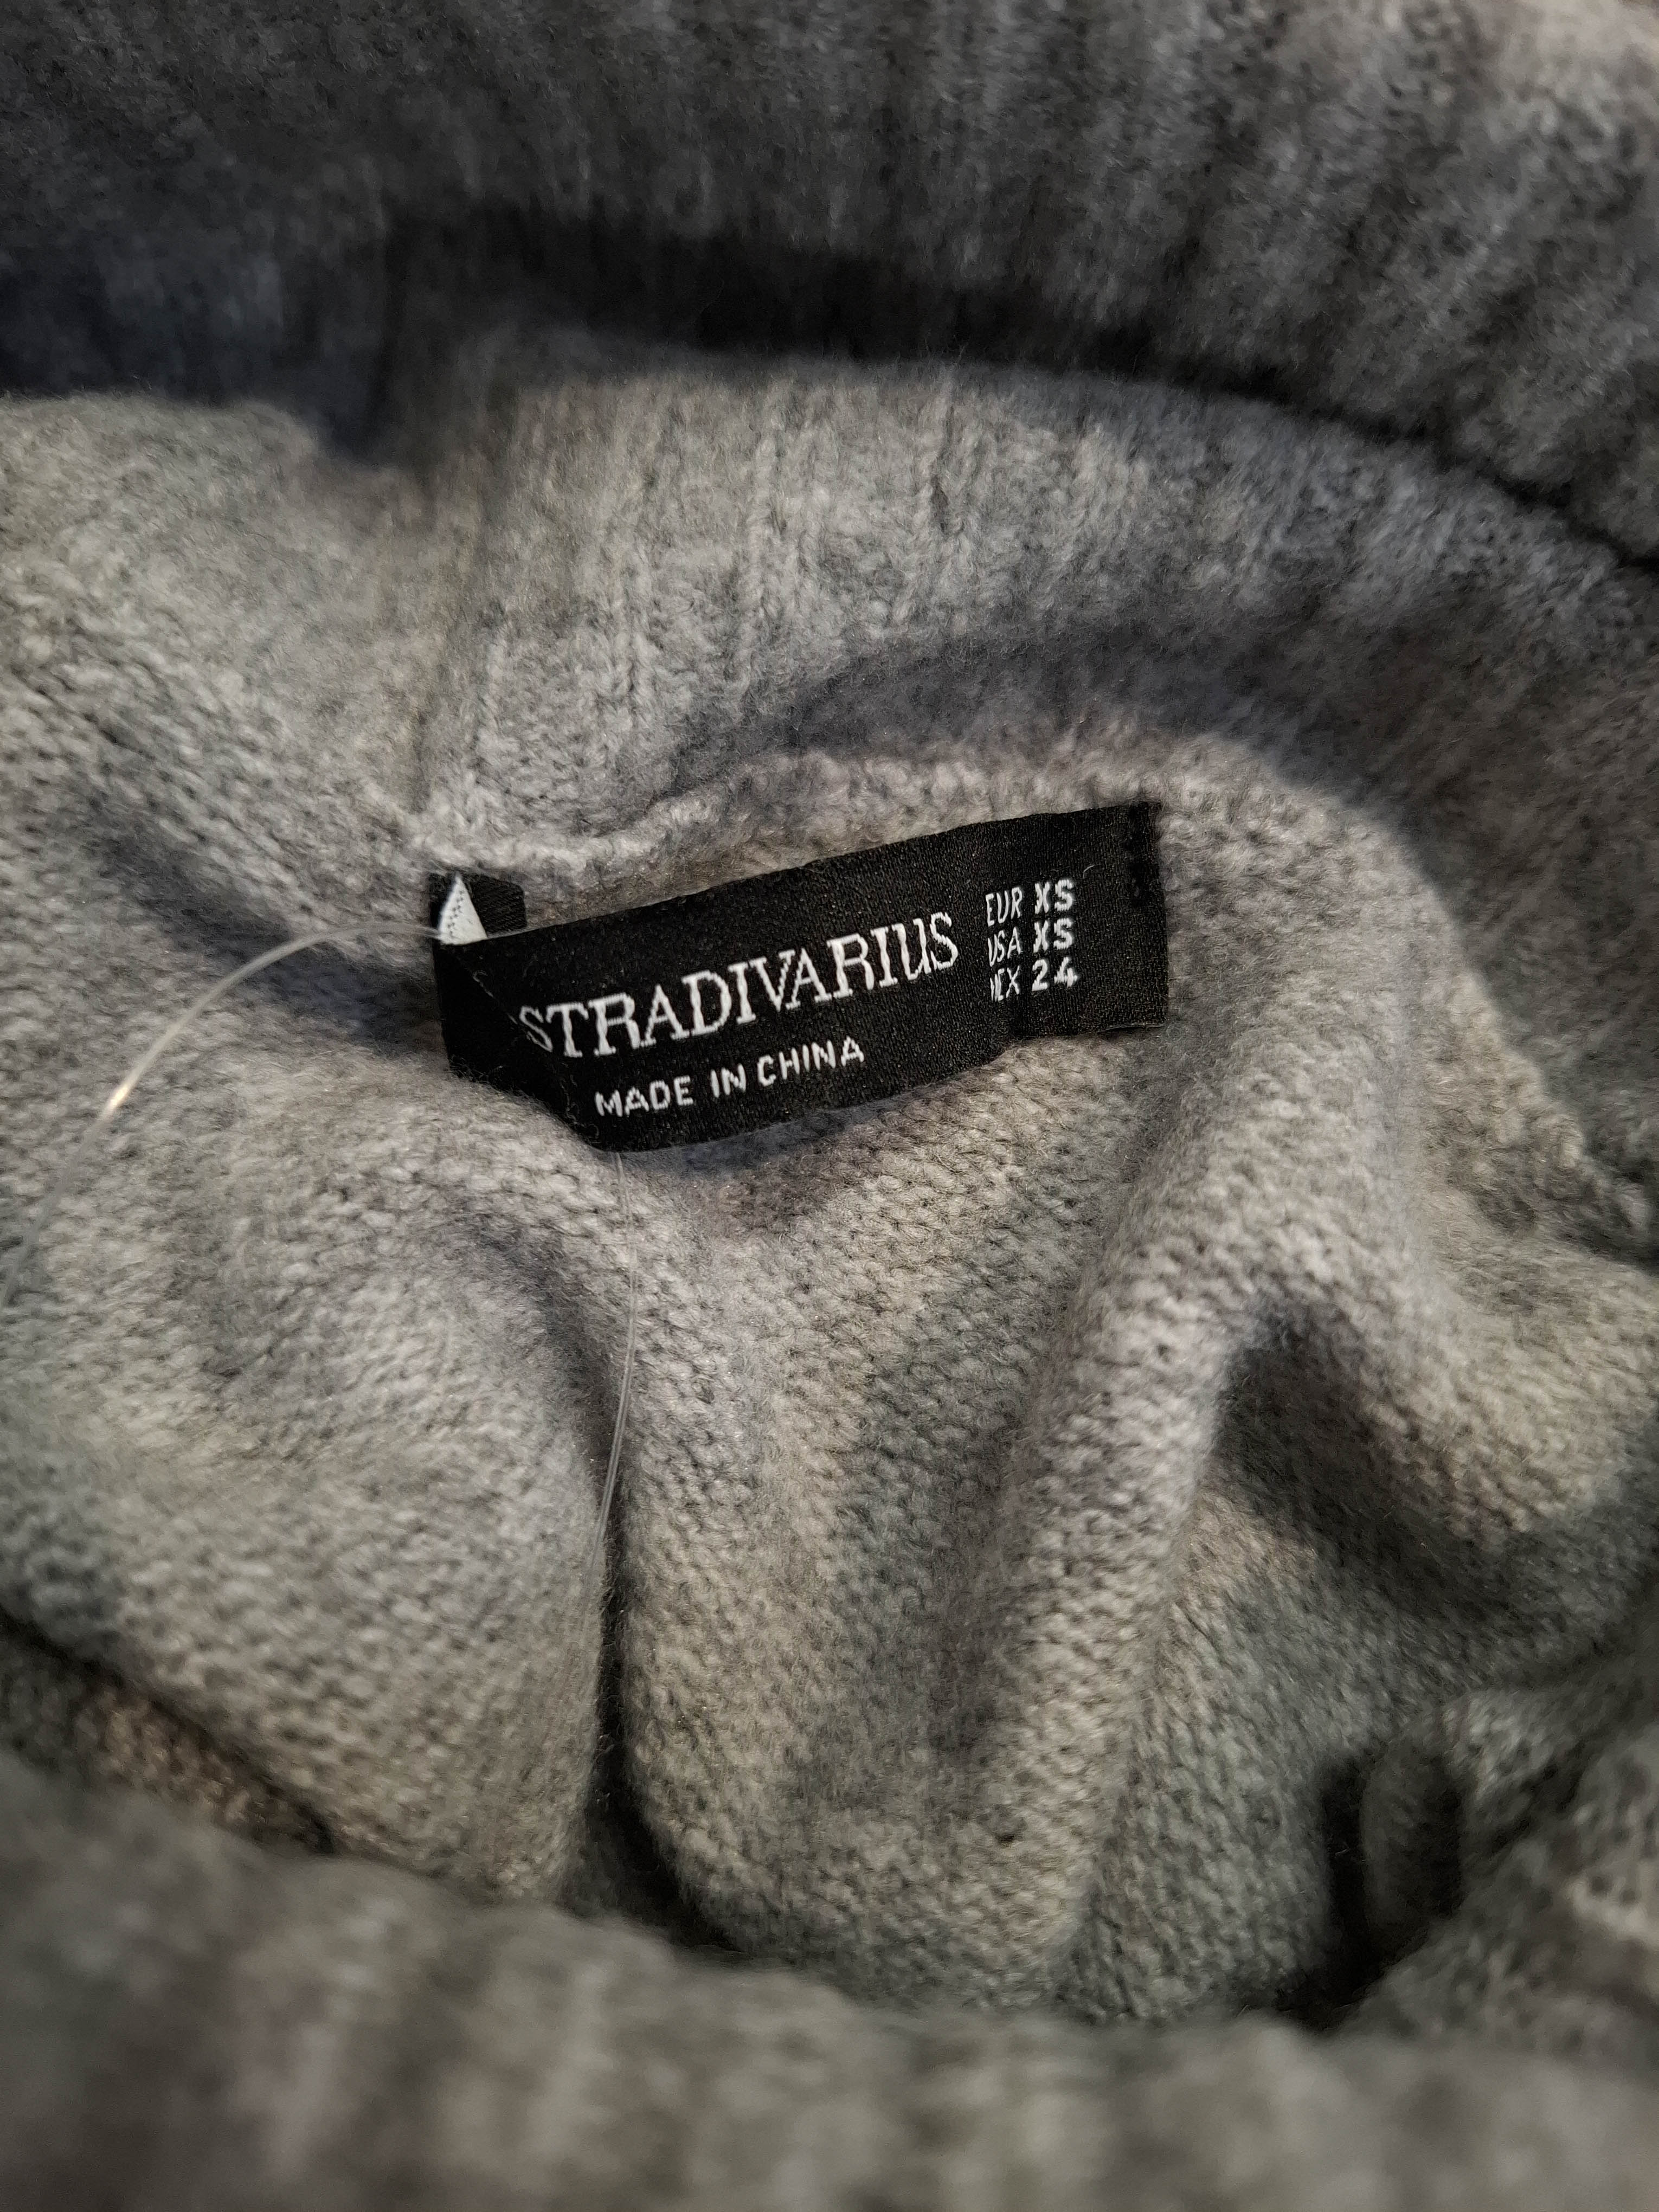 STRADIVARIUS
MADE IN CHINA
EUR XS
USA XS
MEX 24